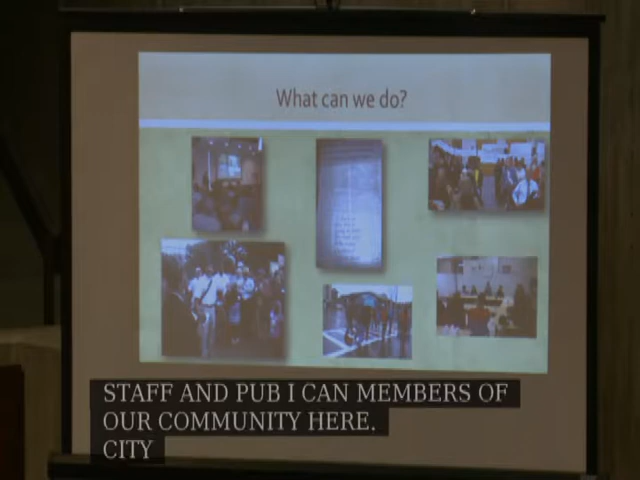 What can we do?
STAFF AND PUB I CAN MEMBERS OF
OUR COMMUNITY HERE.
CITY